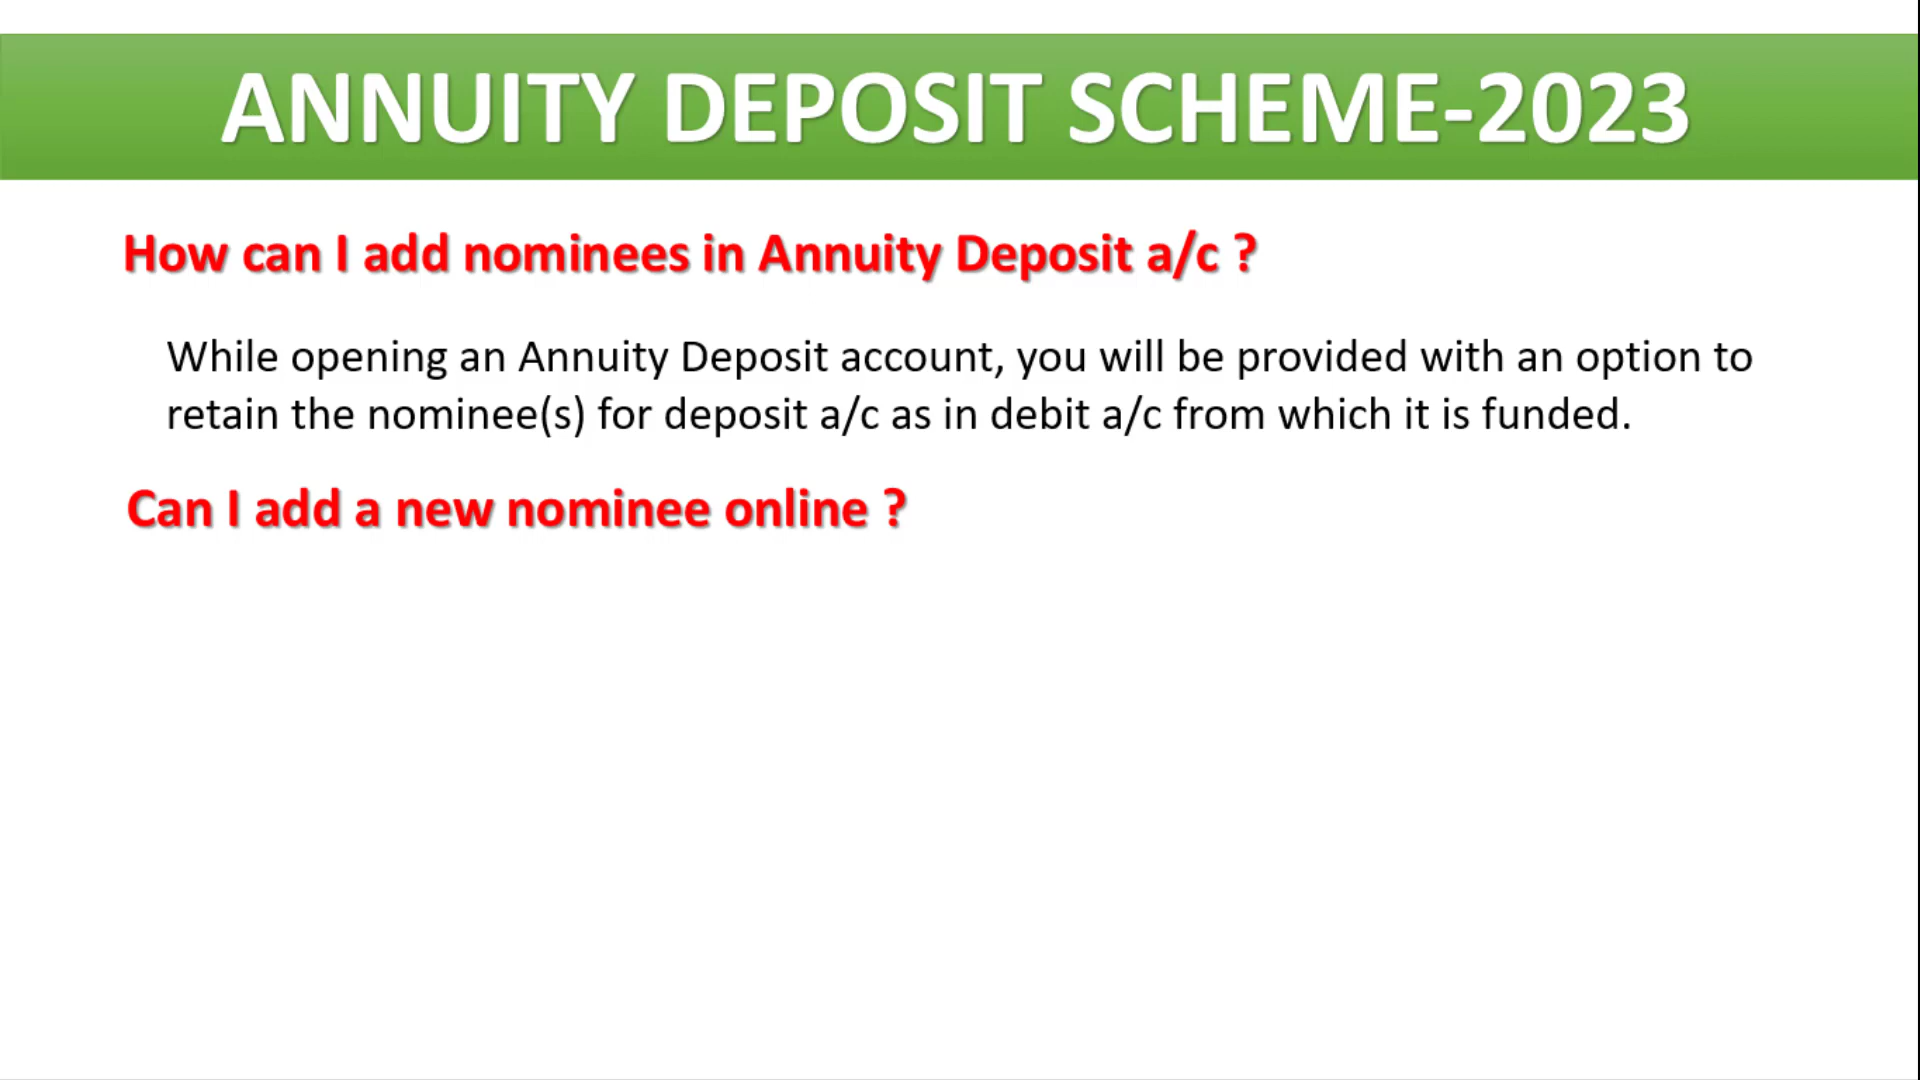 ANNUITY DEPOSIT SCHEME-2023
How can I add nominees in Annuity Deposit a/c ?
While opening an Annuity Deposit account, you will be provided with an option to
retain the nominee(s) for deposit a/c as in debit a/c from which it is funded.
Can I add a new nominee online ?